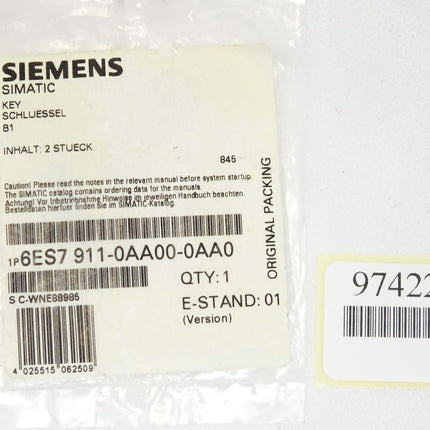 SIEMENS
SIMATIC
KEY
SCHLUESSEL
B1
INHALT: 2 STUECK
845
Caution! Please read the notes in the relevant manual before system startup.
The SIMATIC catalog contains ordering data for the manuals.
Achtung! Vor Inbetriebnahme Hinweise im jeweiligen Handbuch beachten.
Bestelldaten hierfuer finden Sie im SIMATIC-Katalog.
1P6ES7 911-0AA00-0AA0
QTY: 1
S C-WNE88985
E-STAND: 01
(Version)
4 025515 062509
ORIGINAL PACKING
97422